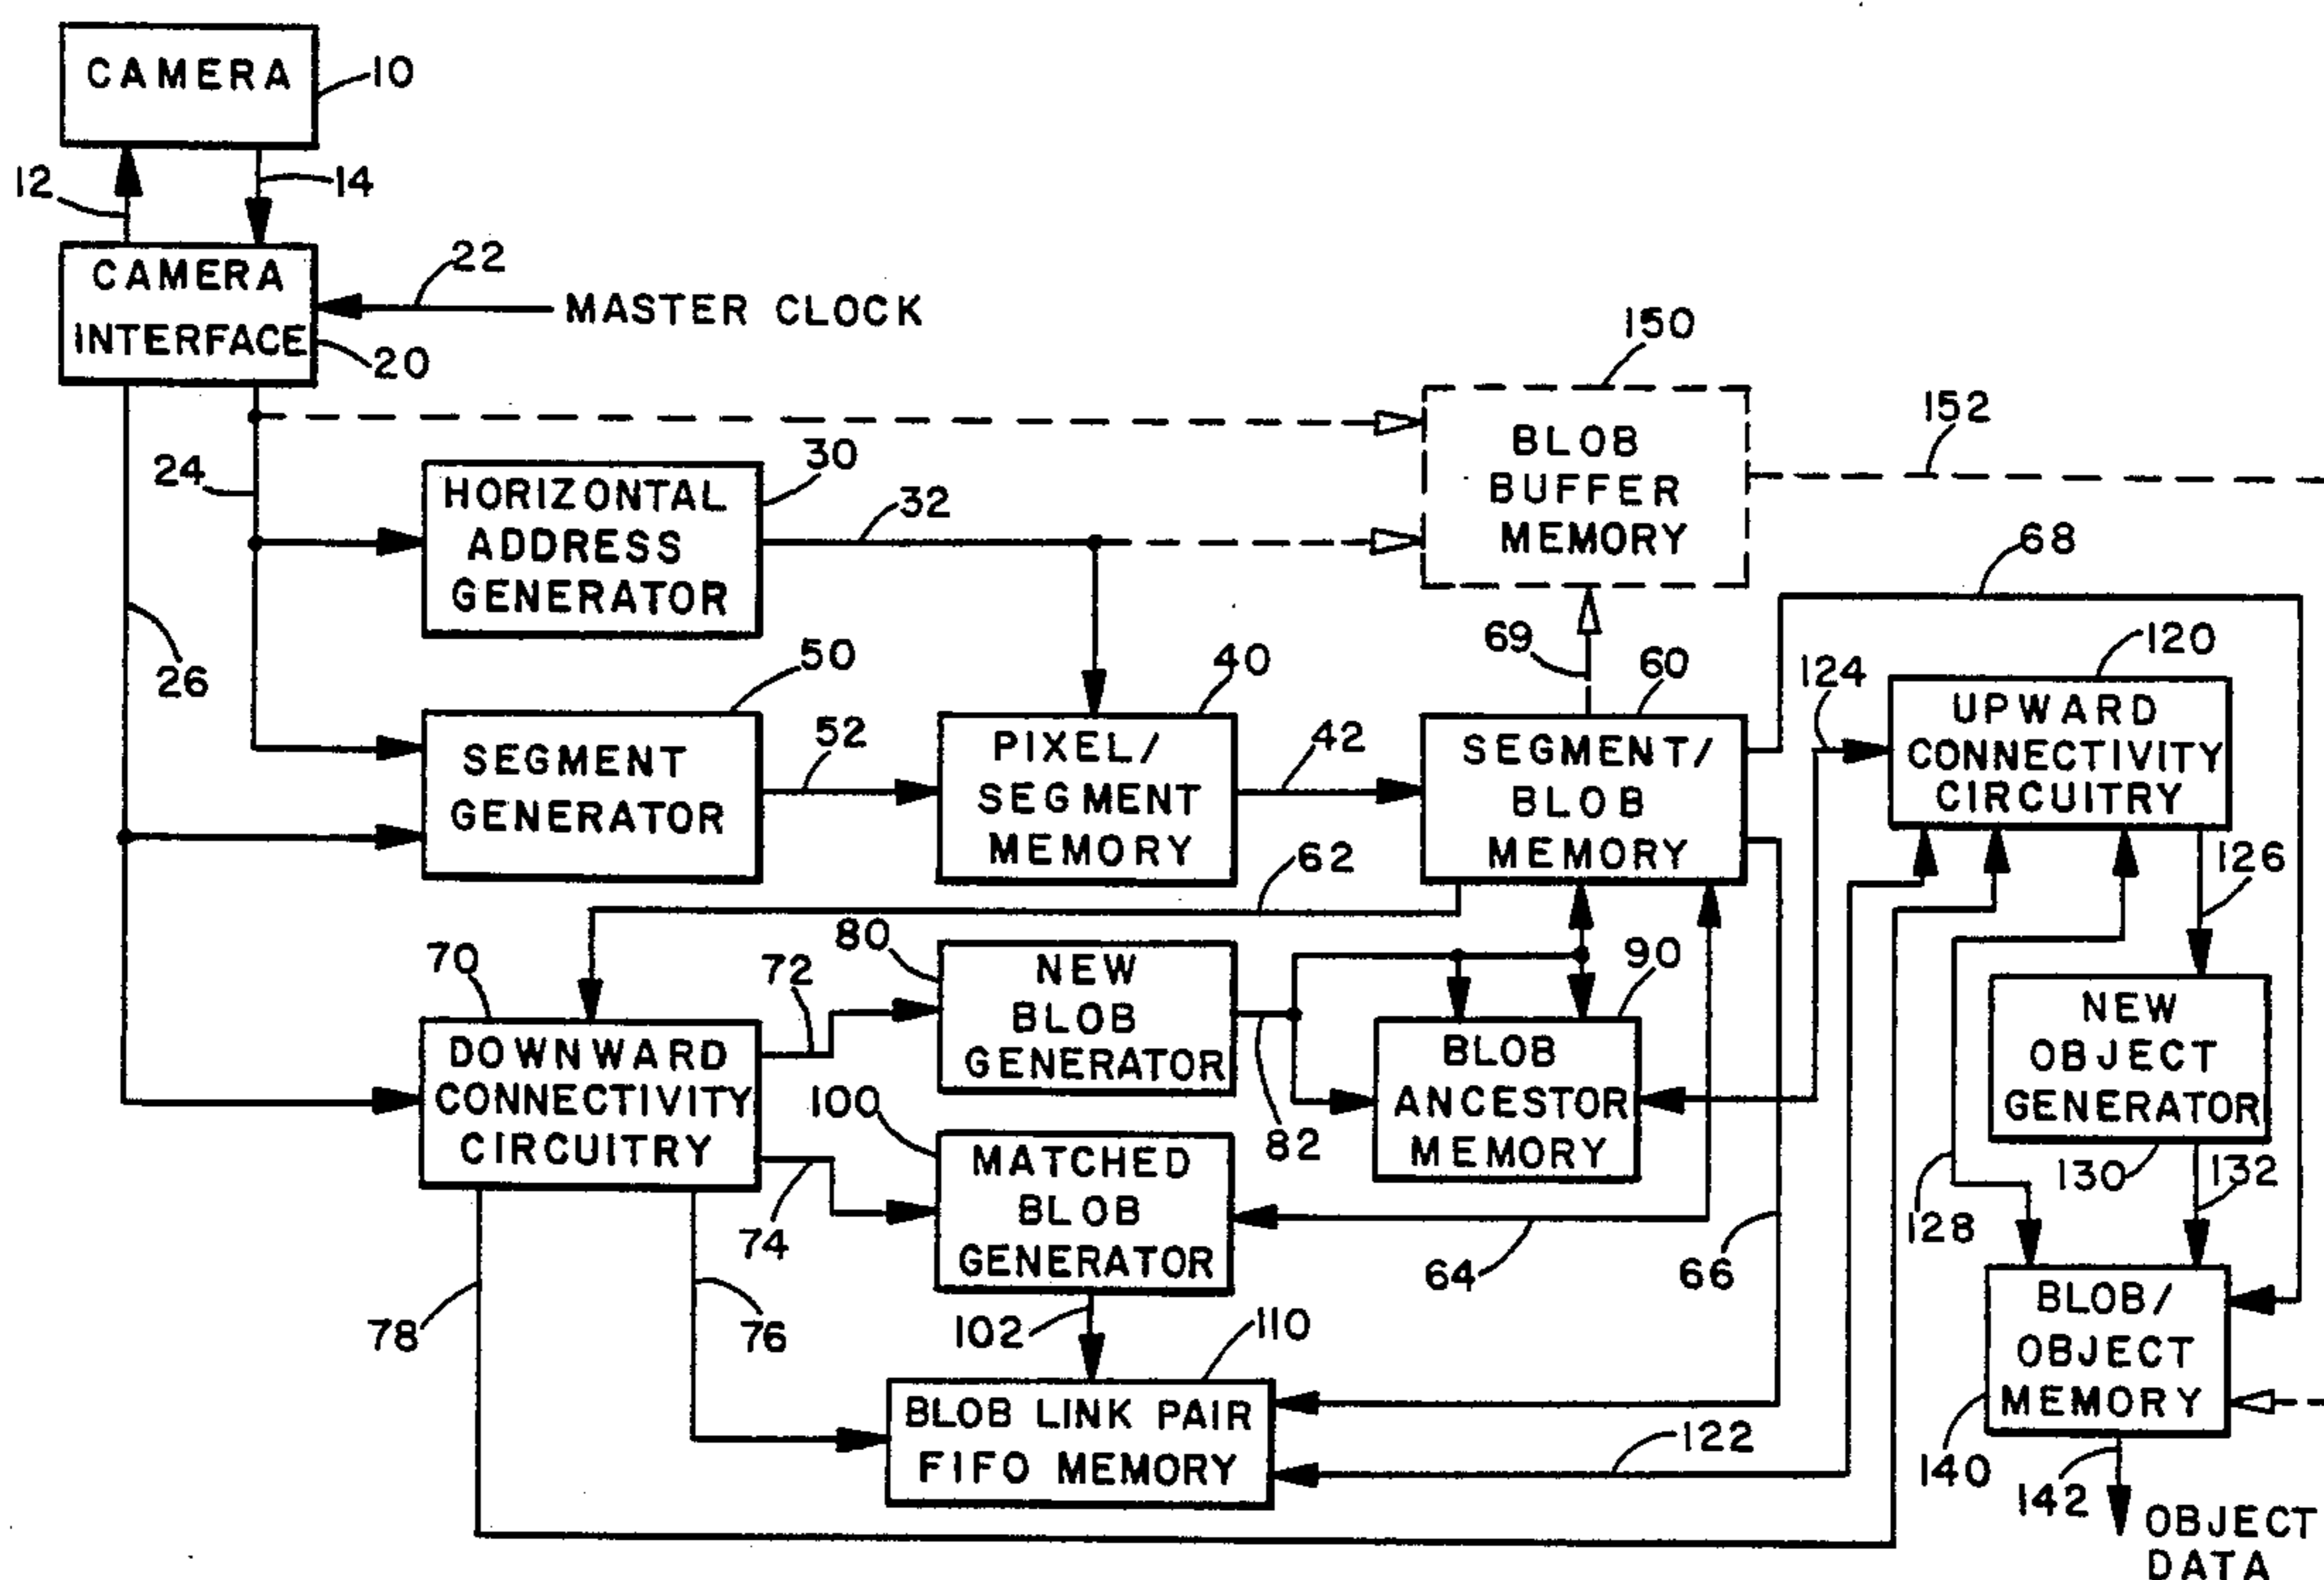 CAMERA
10
12
14
CAMERA
INTERFACE
20
22
MASTER CLOCK
150
BLOB
BUFFER
MEMORY
152
24
HORIZONTAL
ADDRESS
GENERATOR
30
32
68
26
50
SEGMENT
GENERATOR
52
40
PIXEL/
SEGMENT
MEMORY
42
69
60
SEGMENT/
BLOB
MEMORY
124
120
UPWARD
CONNECTIVITY
CIRCUITRY
126
62
70
DOWNWARD
CONNECTIVITY
CIRCUITRY
72
80
NEW
BLOB
GENERATOR
82
90
BLOB
ANCESTOR
MEMORY
NEW
OBJECT
GENERATOR
130
132
128
74
100
MATCHED
BLOB
GENERATOR
64
66
78
76
102
110
BLOB LINK PAIR
FIFO MEMORY
122
BLOB/
OBJECT
MEMORY
140
142
OBJECT
DATA